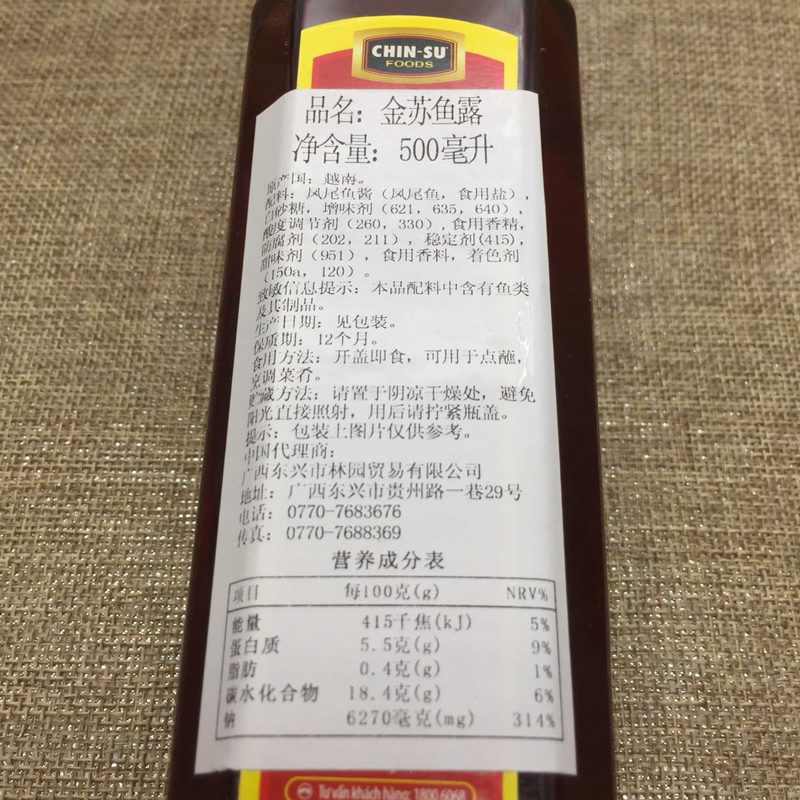 CHIN-SU
FOODS
品名：金苏鱼露
净含量：500毫升
原产国：越南。
配料：凤尾鱼酱（凤尾鱼，食用盐），
白砂糖，增味剂（621，635，640），
酸度调节剂（260，330）,食用香精，
防腐剂（202，211），稳定剂(415)，
甜味剂（951），食用香料，着色剂
（150a，120）。
致敏信息提示：本品配料中含有鱼类
及其制品。
生产日期：见包装。
保质期：12个月。
食用方法：开盖即食，可用于点蘸，
烹调菜肴。
贮藏方法：请置于阴凉干燥处，避免
阳光直接照射，用后请拧紧瓶盖。
提示：包装上图片仅供参考。
中国代理商：
广西东兴市林园贸易有限公司
地址：广西东兴市贵州路一巷29号
电话：0770-7683676
传真：0770-7688369
营养成分表
项目 每100克(g) NRV%
能量 415千焦(kJ) 5%
蛋白质 5.5克(g) 9%
脂肪 0.4克(g) 1%
碳水化合物 18.4克(g) 6%
钠 6270毫克(mg) 314%
Tư vấn khách hàng: 1800 6068